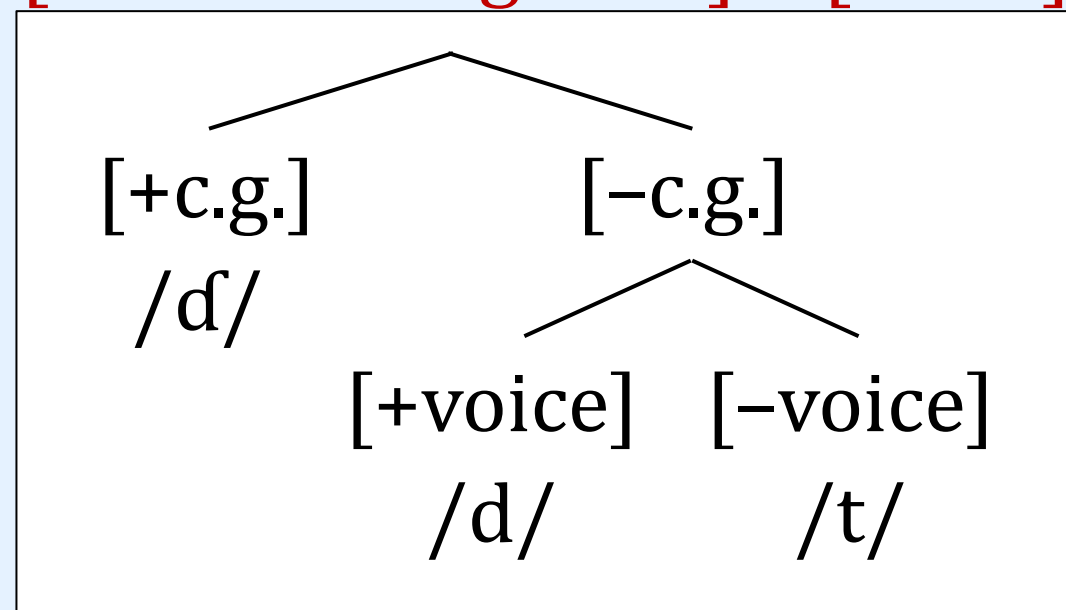 [+c.g.] [−c.g.]
/ɗ/
[+voice] [−voice]
/d/ /t/